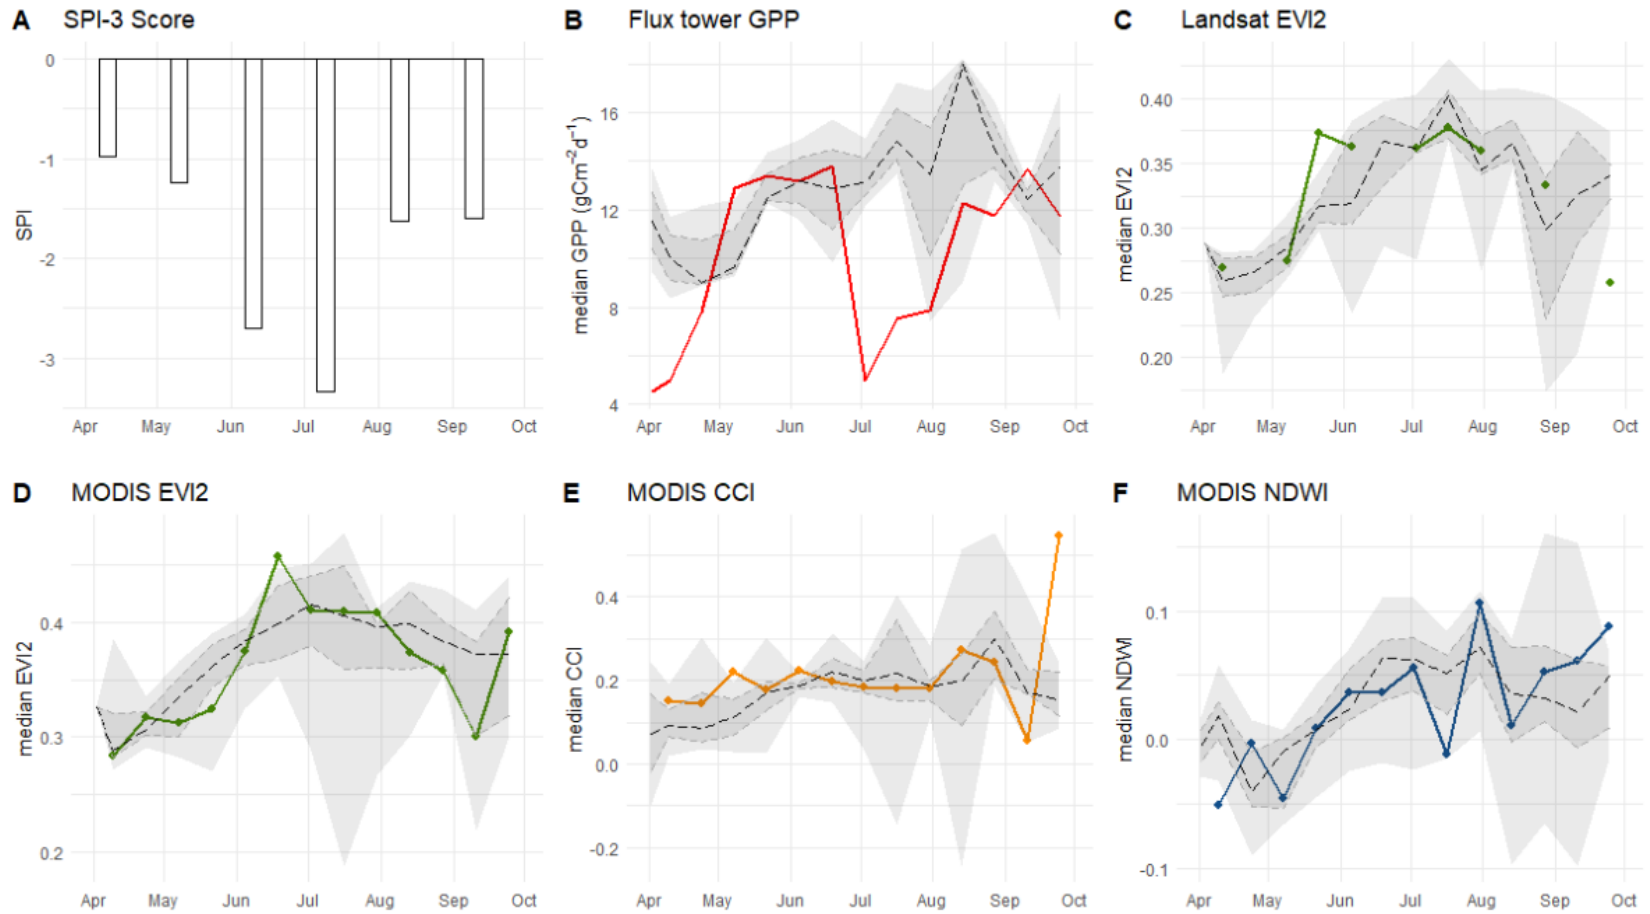 A SPI-3 Score
0
-1
-2
-3
SPI
Apr May Jun Jul Aug Sep Oct
B Flux tower GPP
16
12
8
4
median GPP (gCm⁻²d⁻¹)
Apr May Jun Jul Aug Sep Oct
C Landsat EVI2
0.40
0.35
0.30
0.25
0.20
median EVI2
Apr May Jun Jul Aug Sep Oct
D MODIS EVI2
0.4
0.3
0.2
median EVI2
Apr May Jun Jul Aug Sep Oct
E MODIS CCI
0.4
0.2
0.0
-0.2
median CCI
Apr May Jun Jul Aug Sep Oct
F MODIS NDWI
0.1
0.0
-0.1
median NDWI
Apr May Jun Jul Aug Sep Oct